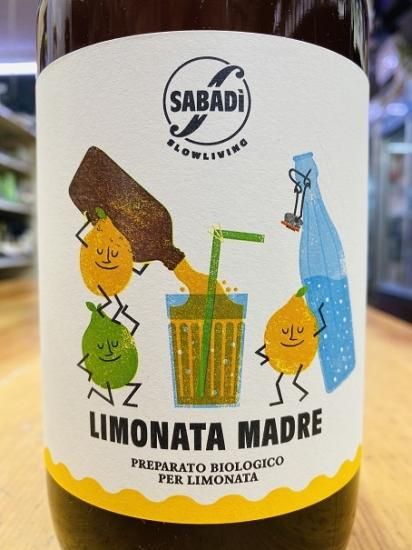 SABADÌ
SLOWLIVING
LIMONATA MADRE
PREPARATO BIOLOGICO
PER LIMONATA